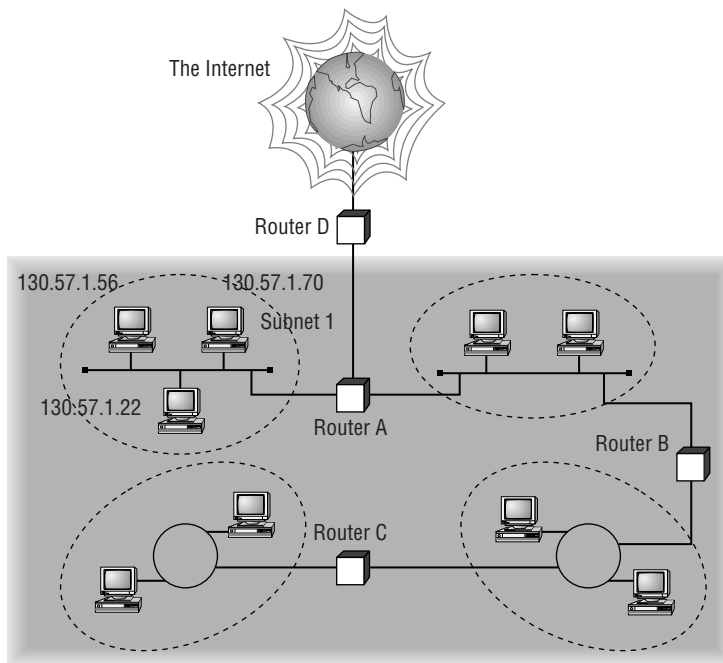 The Internet
Router D
130.57.1.56
130.57.1.70
Subnet 1
130.57.1.22
Router A
Router B
Router C